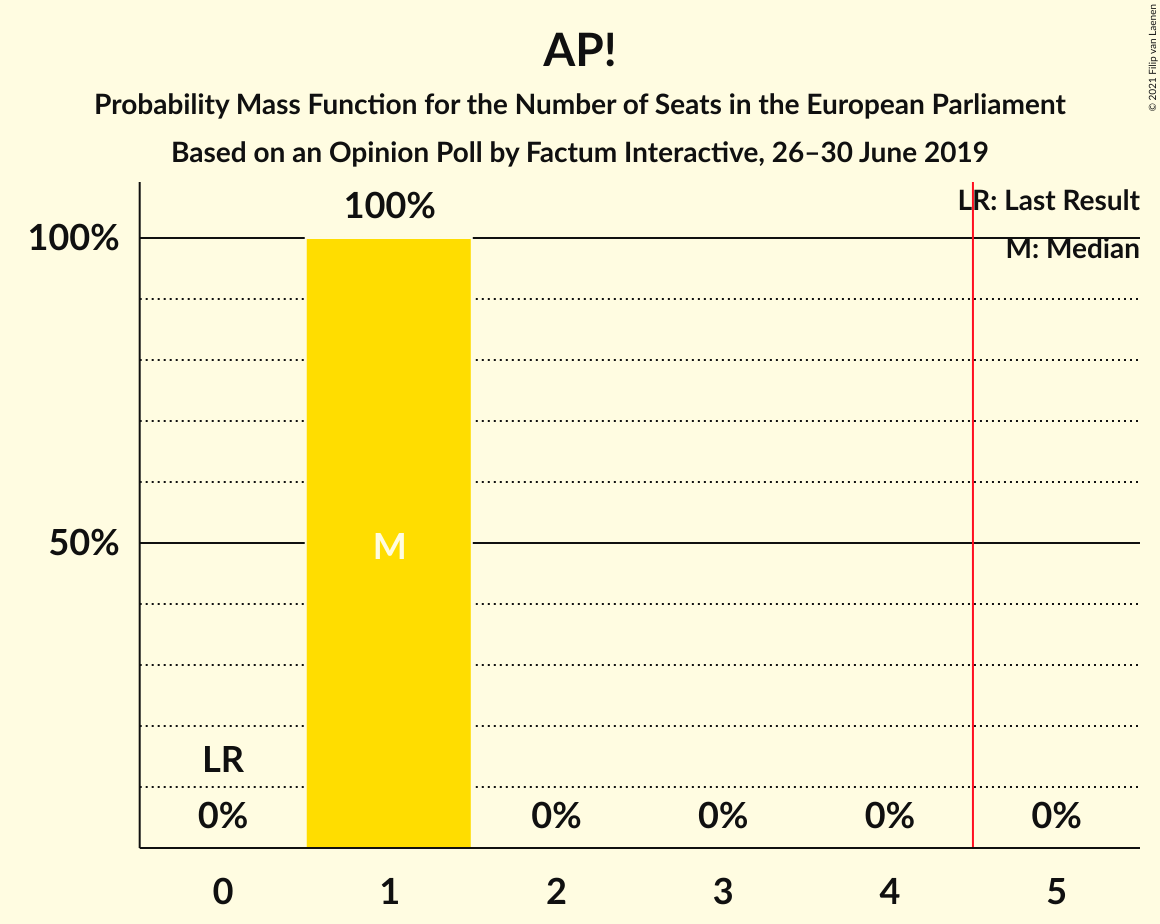 AP!
Probability Mass Function for the Number of Seats in the European Parliament
Based on an Opinion Poll by Factum Interactive, 26–30 June 2019
© 2021 Filip van Laenen
LR: Last Result
M: Median
100%
100%
50%
M
LR
0%
0%
0%
0%
0%
0
1
2
3
4
5